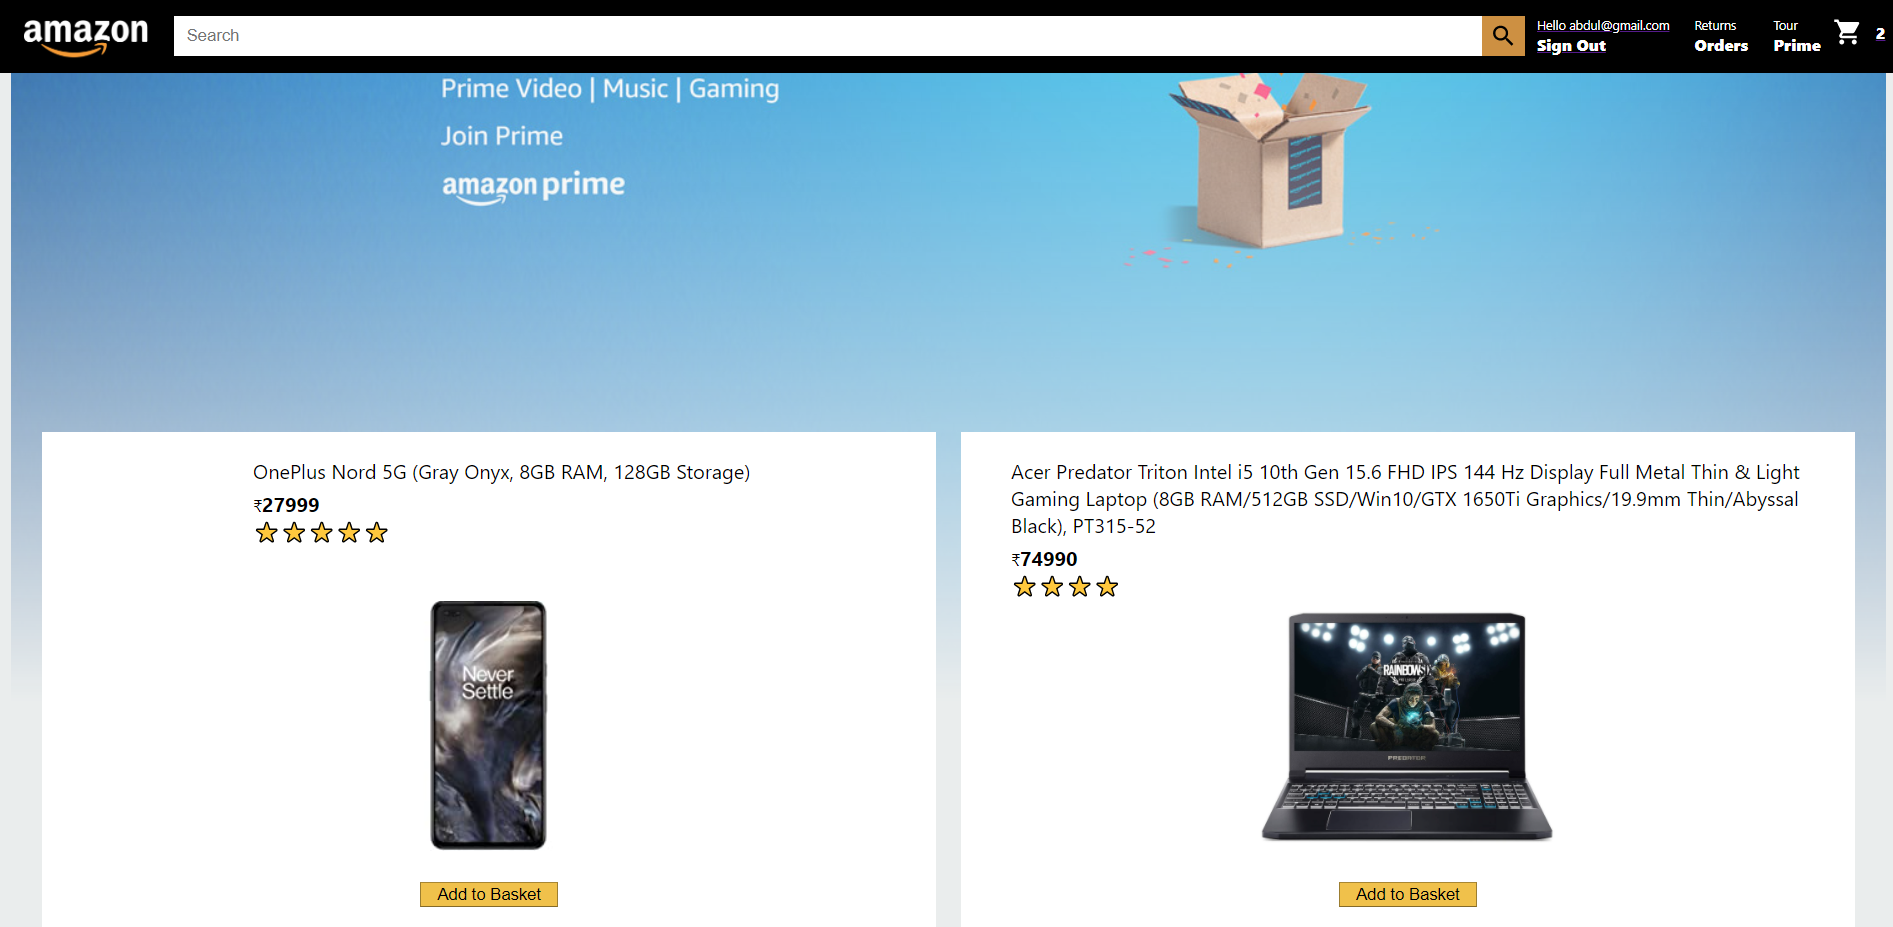 amazon
Search
Hello abdul@gmail.com
Sign Out
Returns
Orders
Tour
Prime
2
Prime Video | Music | Gaming
Join Prime
amazon prime
OnePlus Nord 5G (Gray Onyx, 8GB RAM, 128GB Storage)
₹27999
Never
Settle
Add to Basket
Acer Predator Triton Intel i5 10th Gen 15.6 FHD IPS 144 Hz Display Full Metal Thin & Light
Gaming Laptop (8GB RAM/512GB SSD/Win10/GTX 1650Ti Graphics/19.9mm Thin/Abyssal
Black), PT315-52
₹74990
RAINBOW
PREDATOR
Add to Basket